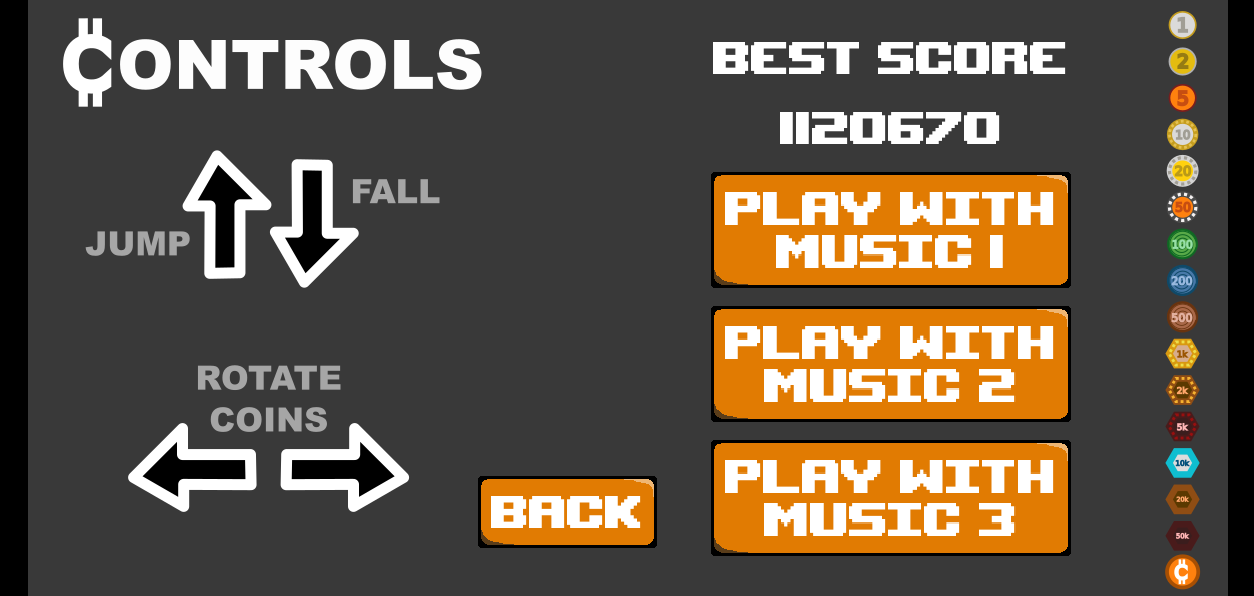 ₵ONTROLS
JUMP
FALL
ROTATE
COINS
BACK
BEST SCORE
1120670
PLAY WITH
MUSIC 1
PLAY WITH
MUSIC 2
PLAY WITH
MUSIC 3
1
2
5
10
20
50
100
200
500
1k
2k
5k
10k
20k
50k
₵